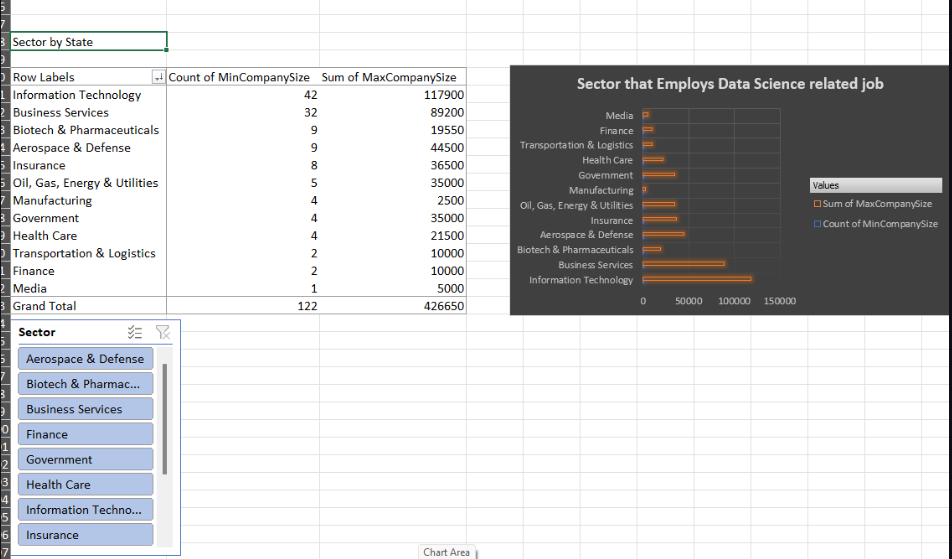 Sector by State
Row Labels Count of MinCompanySize Sum of MaxCompanySize
Information Technology 42 117900
Business Services 32 89200
Biotech & Pharmaceuticals 9 19550
Aerospace & Defense 9 44500
Insurance 8 36500
Oil, Gas, Energy & Utilities 5 35000
Manufacturing 4 2500
Government 4 35000
Health Care 4 21500
Transportation & Logistics 2 10000
Finance 2 10000
Media 1 5000
Grand Total 122 426650
Sector that Employs Data Science related job
Media
Finance
Transportation & Logistics
Health Care
Government
Manufacturing
Oil, Gas, Energy & Utilities
Insurance
Aerospace & Defense
Biotech & Pharmaceuticals
Business Services
Information Technology
0 50000 100000 150000
Values
Sum of MaxCompanySize
Count of MinCompanySize
Sector
Aerospace & Defense
Biotech & Pharmac...
Business Services
Finance
Government
Health Care
Information Techno...
Insurance
Chart Area